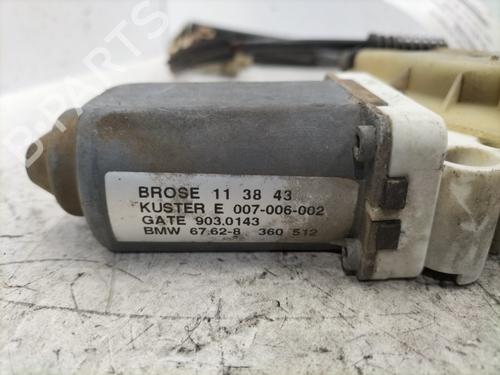 BROSE 11 38 43
KUSTER E 007-006-002
GATE 903.0143
BMW 67.62-8 360 512
B-PARTS